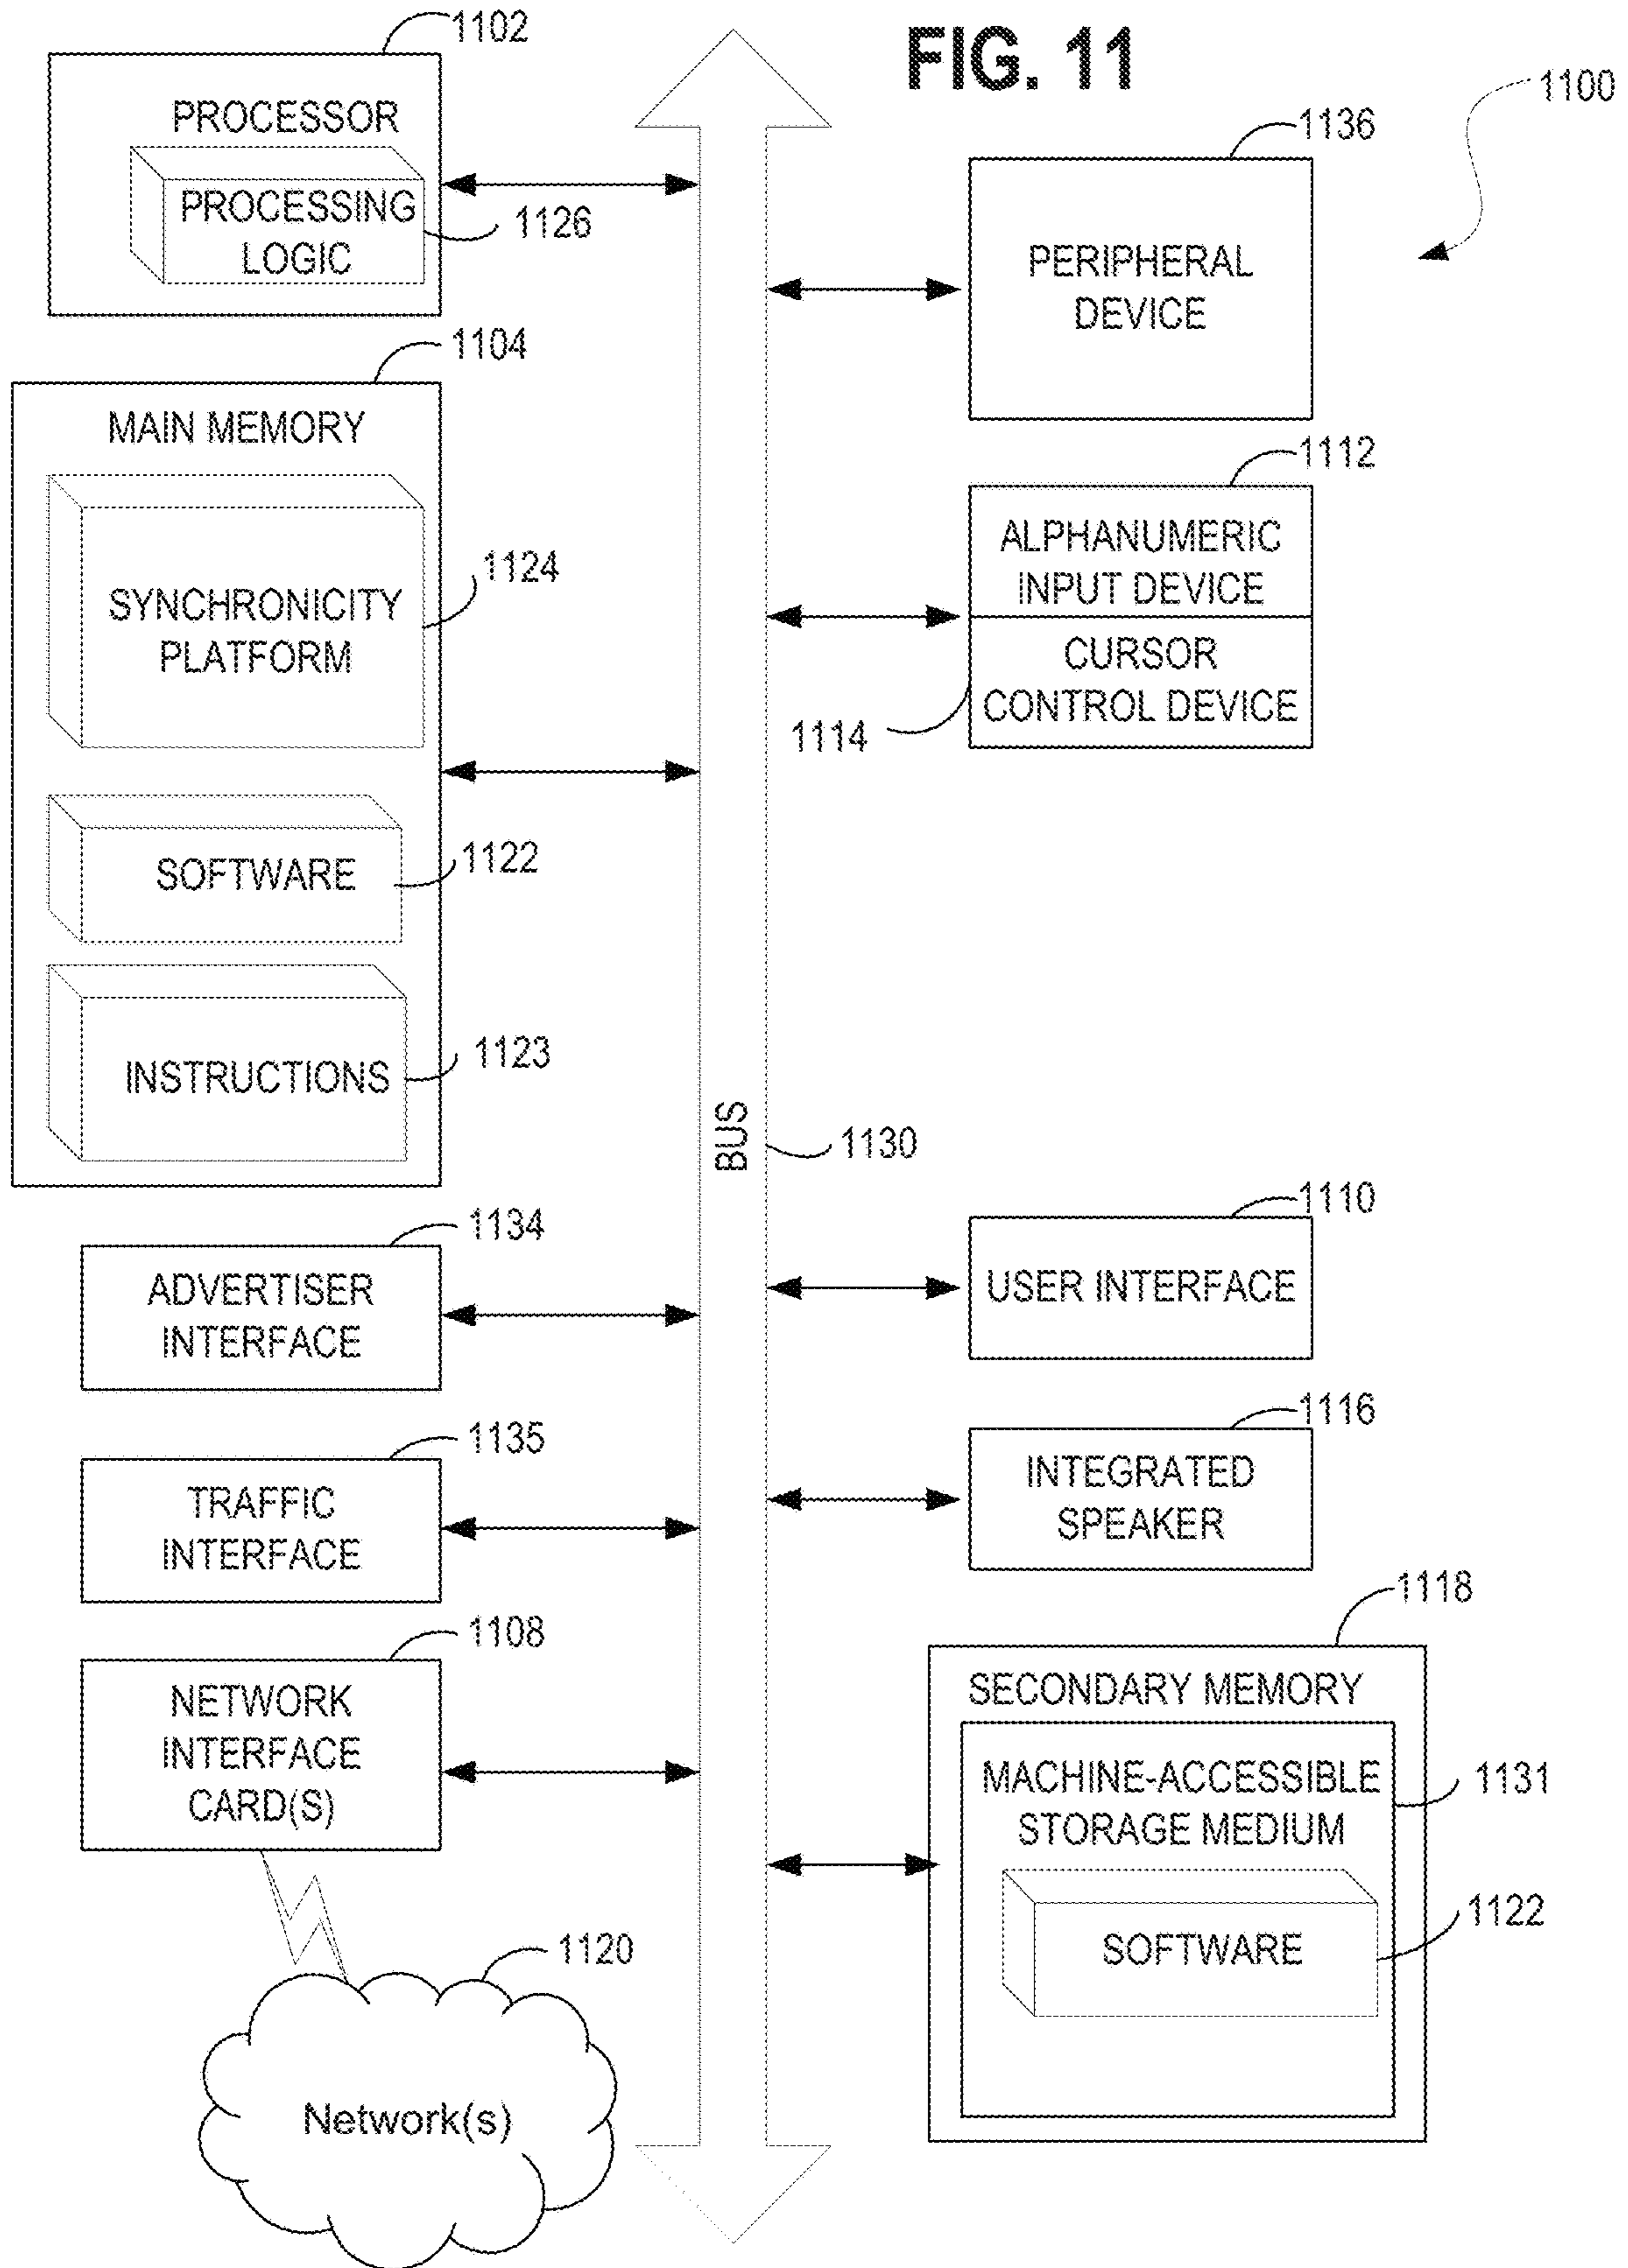 FIG. 11
1100
1102
PROCESSOR
PROCESSING
LOGIC
1126
1104
MAIN MEMORY
SYNCHRONICITY
PLATFORM
1124
SOFTWARE
1122
INSTRUCTIONS
1123
1134
ADVERTISER
INTERFACE
1135
TRAFFIC
INTERFACE
1108
NETWORK
INTERFACE
CARD(S)
1120
Network(s)
BUS
1130
1136
PERIPHERAL
DEVICE
1112
ALPHANUMERIC
INPUT DEVICE
CURSOR
CONTROL DEVICE
1114
1110
USER INTERFACE
1116
INTEGRATED
SPEAKER
1118
SECONDARY MEMORY
MACHINE-ACCESSIBLE
STORAGE MEDIUM
1131
SOFTWARE
1122